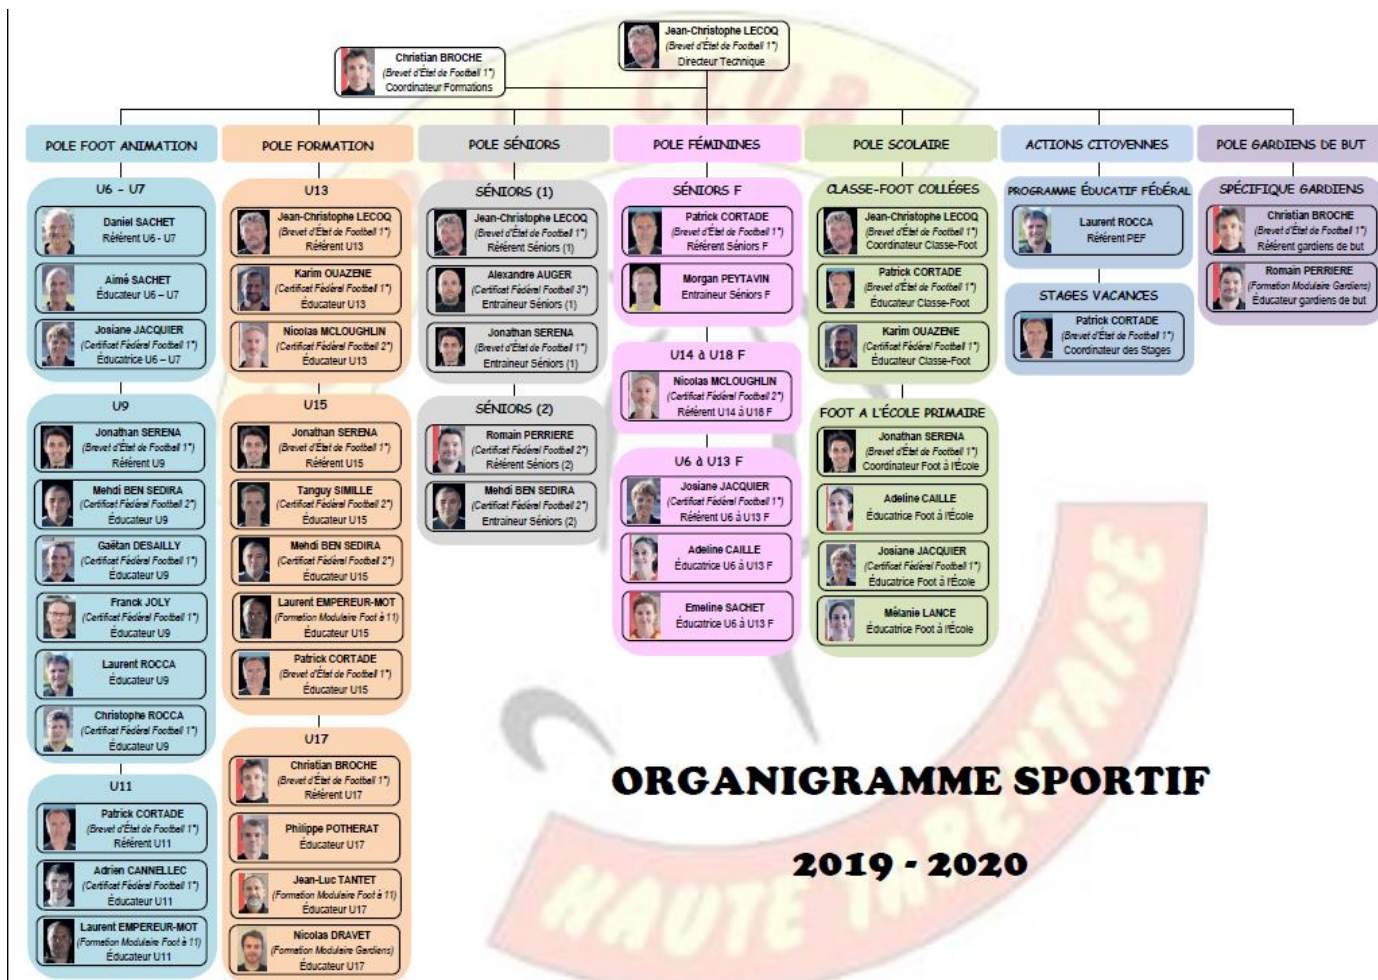 Jean-Christophe LECOQ
(Brevet d'État de Football 1°)
Directeur Technique
Christian BROCHE
(Brevet d'État de Football 1°)
Coordinateur Formations
POLE FOOT ANIMATION
U6 - U7
Daniel SACHET
Référent U6 - U7
Aimé SACHET
Éducateur U6 – U7
Josiane JACQUIER
(Certificat Fédéral Football 1°)
Éducatrice U6 – U7
U9
Jonathan SERENA
(Brevet d'État de Football 1°)
Référent U9
Mehdi BEN SEDIRA
(Certificat Fédéral Football 2°)
Éducateur U9
Gaëtan DESAILLY
(Certificat Fédéral Football 1°)
Éducateur U9
Franck JOLY
(Certificat Fédéral Football 1°)
Éducateur U9
Laurent ROCCA
Éducateur U9
Christophe ROCCA
(Certificat Fédéral Football 1°)
Éducateur U9
U11
Patrick CORTADE
(Brevet d'État de Football 1°)
Référent U11
Adrien CANNELLEC
(Certificat Fédéral Football 1°)
Éducateur U11
Laurent EMPEREUR-MOT
(Formation Modulaire Foot à 11)
Éducateur U11
POLE FORMATION
U13
Jean-Christophe LECOQ
(Brevet d'État de Football 1°)
Référent U13
Karim OUAZENE
(Certificat Fédéral Football 1°)
Éducateur U13
Nicolas MCLOUGHLIN
(Certificat Fédéral Football 2°)
Éducateur U13
U15
Jonathan SERENA
(Brevet d'État de Football 1°)
Référent U15
Tanguy SIMILLE
(Certificat Fédéral Football 2°)
Éducateur U15
Mehdi BEN SEDIRA
(Certificat Fédéral Football 2°)
Éducateur U15
Laurent EMPEREUR-MOT
(Formation Modulaire Foot à 11)
Éducateur U15
Patrick CORTADE
(Brevet d'État de Football 1°)
Éducateur U15
U17
Christian BROCHE
(Brevet d'État de Football 1°)
Référent U17
Philippe POTHERAT
Éducateur U17
Jean-Luc TANTET
(Formation Modulaire Foot à 11)
Éducateur U17
Nicolas DRAVET
(Formation Modulaire Gardiens)
Éducateur U17
POLE SÉNIORS
SÉNIORS (1)
Jean-Christophe LECOQ
(Brevet d'État de Football 1°)
Référent Séniors (1)
Alexandre AUGER
(Certificat Fédéral Football 3°)
Entraineur Séniors (1)
Jonathan SERENA
(Brevet d'État de Football 1°)
Entraineur Séniors (1)
SÉNIORS (2)
Romain PERRIERE
(Certificat Fédéral Football 2°)
Référent Séniors (2)
Mehdi BEN SEDIRA
(Certificat Fédéral Football 2°)
Entraineur Séniors (2)
POLE FÉMININES
SÉNIORS F
Patrick CORTADE
(Brevet d'État de Football 1°)
Référent Séniors F
Morgan PEYTAVIN
Entraineur Séniors F
U14 à U18 F
Nicolas MCLOUGHLIN
(Certificat Fédéral Football 2°)
Référent U14 à U18 F
U6 à U13 F
Josiane JACQUIER
(Certificat Fédéral Football 1°)
Référent U6 à U13 F
Adeline CAILLE
Éducatrice U6 à U13 F
Emeline SACHET
Éducatrice U6 à U13 F
POLE SCOLAIRE
CLASSE-FOOT COLLÉGES
Jean-Christophe LECOQ
(Brevet d'État de Football 1°)
Coordinateur Classe-Foot
Patrick CORTADE
(Brevet d'État de Football 1°)
Éducateur Classe-Foot
Karim OUAZENE
(Certificat Fédéral Football 1°)
Éducateur Classe-Foot
FOOT A L'ÉCOLE PRIMAIRE
Jonathan SERENA
(Brevet d'État de Football 1°)
Coordinateur Foot à l'École
Adeline CAILLE
Éducatrice Foot à l'École
Josiane JACQUIER
(Certificat Fédéral Football 1°)
Éducatrice Foot à l'École
Mélanie LANCE
Éducatrice Foot à l'École
ACTIONS CITOYENNES
PROGRAMME ÉDUCATIF FÉDÉRAL
Laurent ROCCA
Référent PEF
STAGES VACANCES
Patrick CORTADE
(Brevet d'État de Football 1°)
Coordinateur des Stages
POLE GARDIENS DE BUT
SPÉCIFIQUE GARDIENS
Christian BROCHE
(Brevet d'État de Football 1°)
Référent gardiens de but
Romain PERRIERE
(Formation Modulaire Gardiens)
Éducateur gardiens de but
ORGANIGRAMME SPORTIF
2019 - 2020
CLUB
HAUTE TARENTAISE